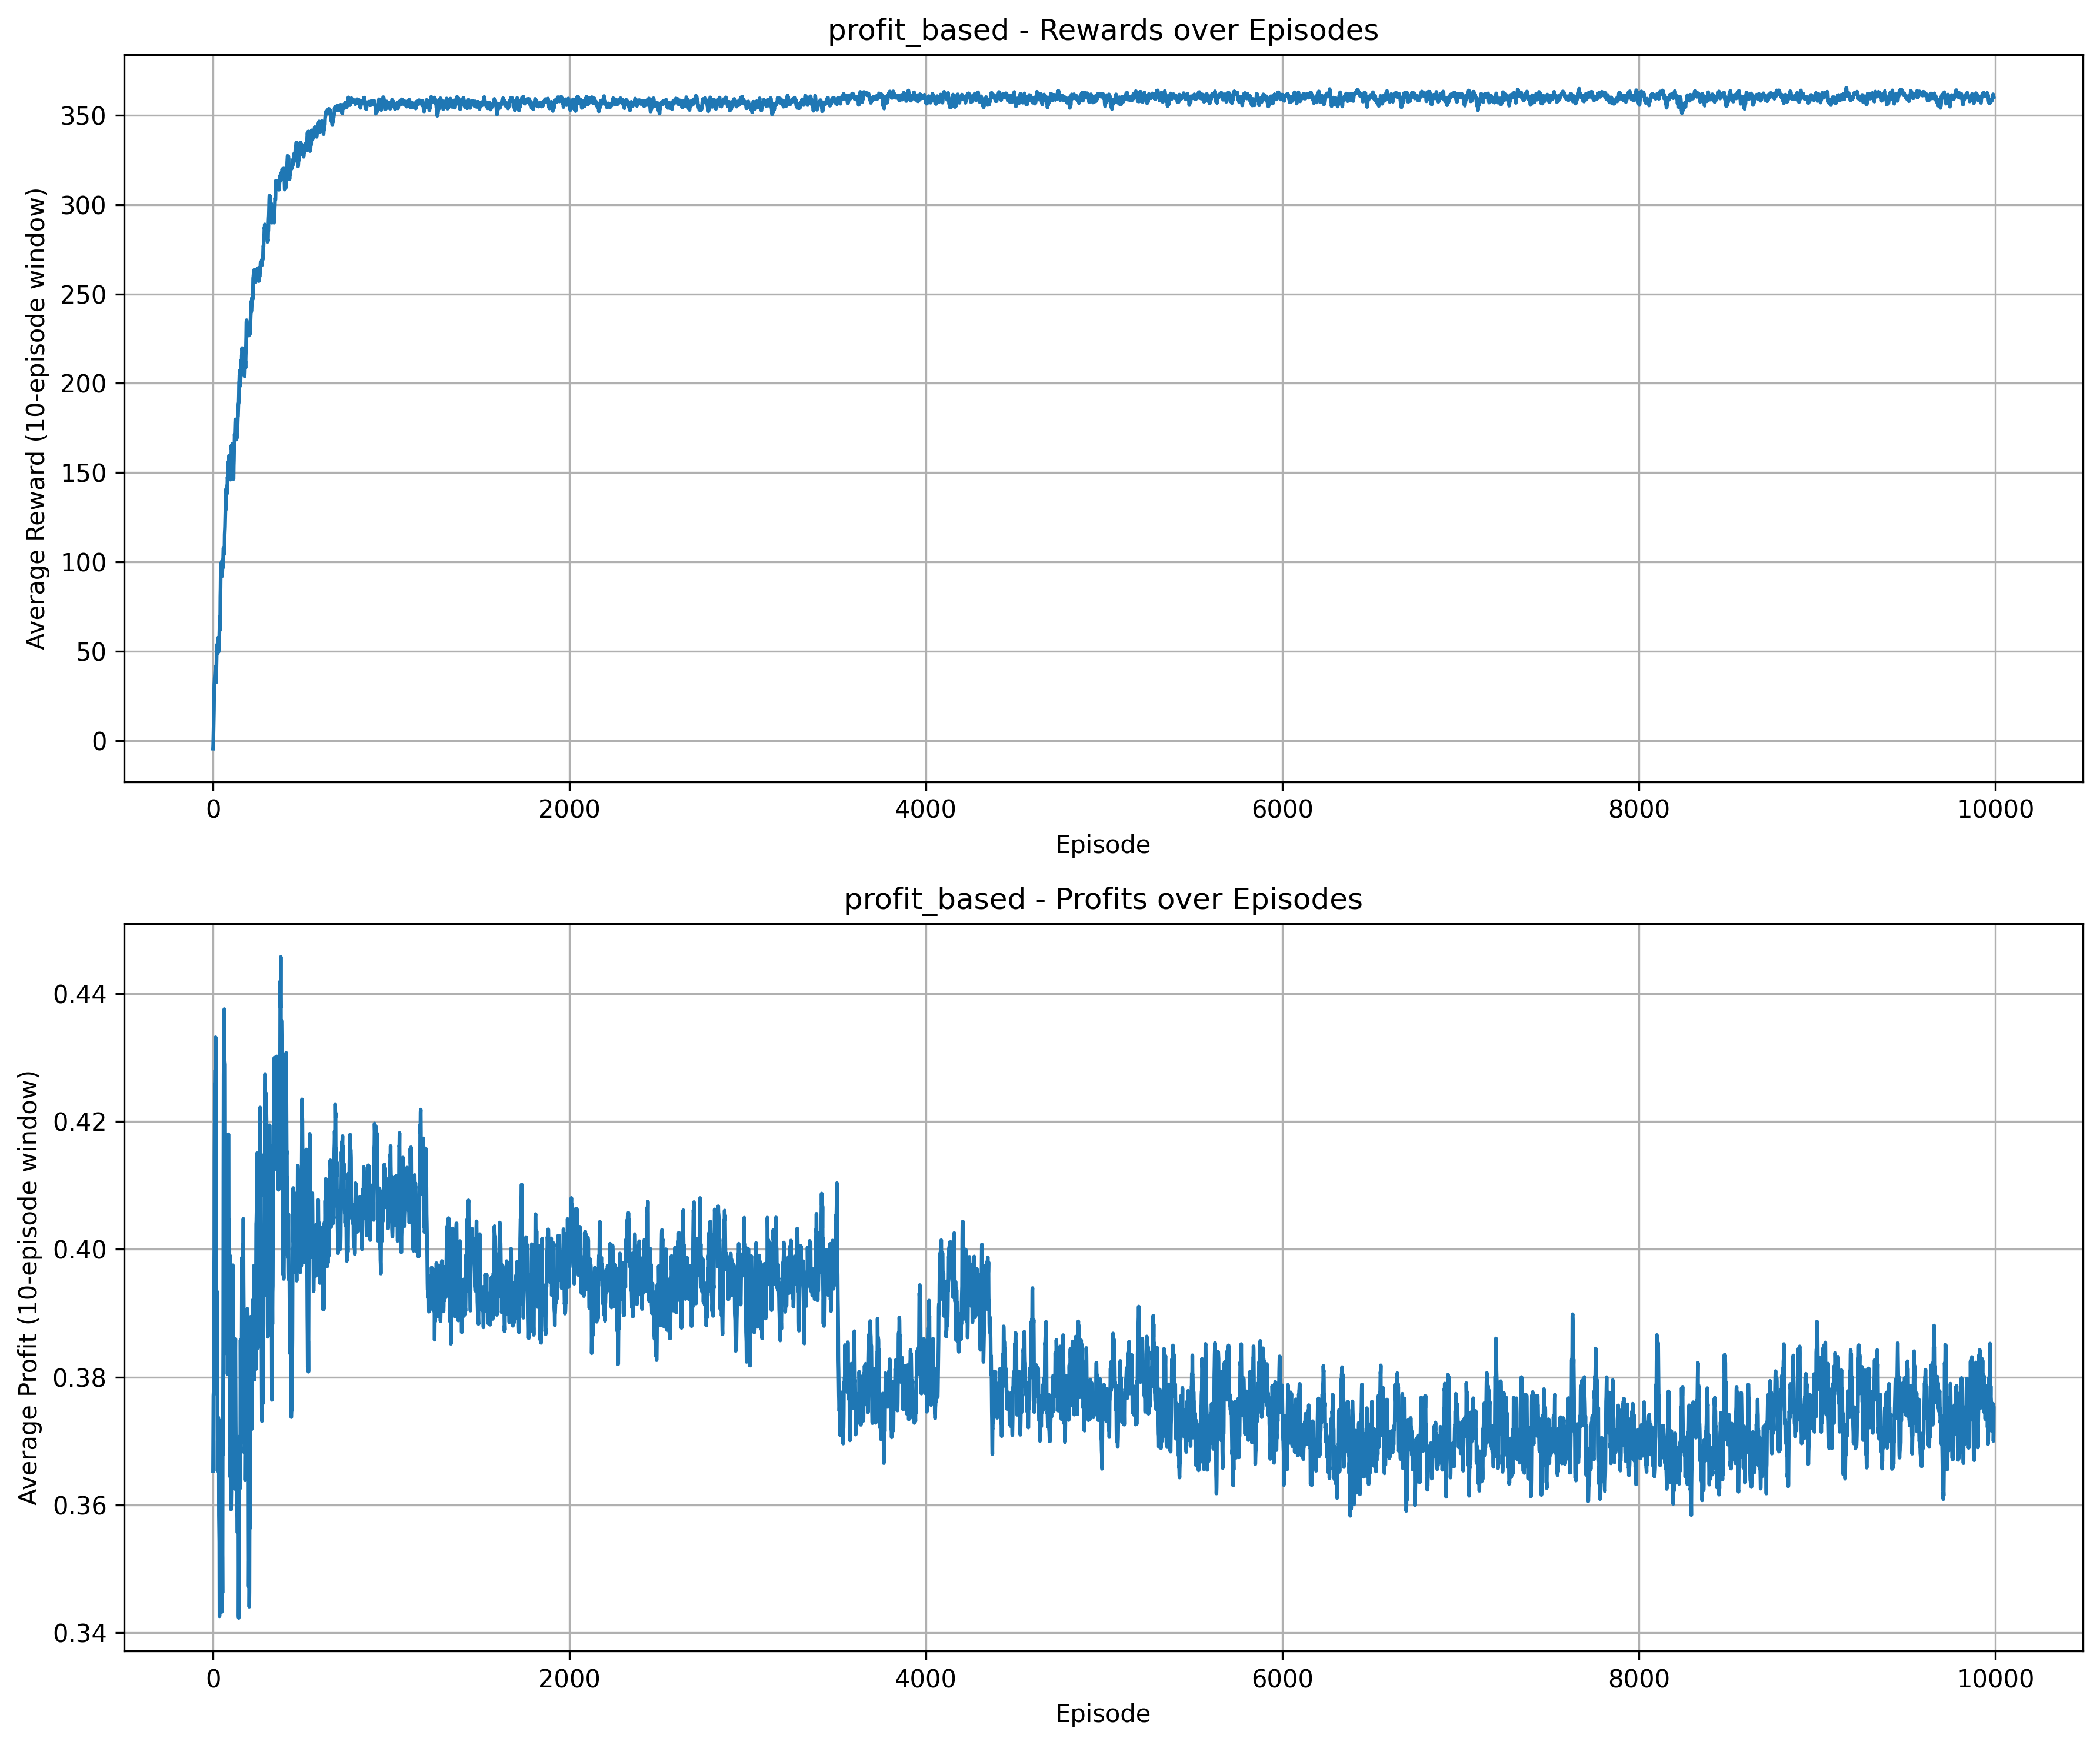 profit_based - Rewards over Episodes
Average Reward (10-episode window)
350
300
250
200
150
100
50
0
0 2000 4000 6000 8000 10000
Episode
profit_based - Profits over Episodes
Average Profit (10-episode window)
0.44
0.42
0.40
0.38
0.36
0.34
0 2000 4000 6000 8000 10000
Episode